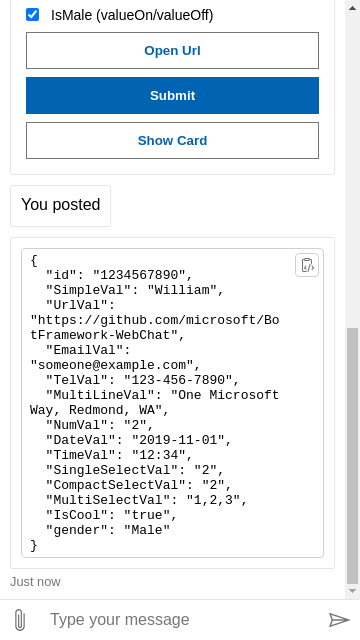 IsMale (valueOn/valueOff)
Open Url
Submit
Show Card
You posted
{
  "id": "1234567890",
  "SimpleVal": "William",
  "UrlVal":
"https://github.com/microsoft/Bo
tFramework-WebChat",
  "EmailVal":
"someone@example.com",
  "TelVal": "123-456-7890",
  "MultiLineVal": "One Microsoft
Way, Redmond, WA",
  "NumVal": "2",
  "DateVal": "2019-11-01",
  "TimeVal": "12:34",
  "SingleSelectVal": "2",
  "CompactSelectVal": "2",
  "MultiSelectVal": "1,2,3",
  "IsCool": "true",
  "gender": "Male"
}
Just now
Type your message